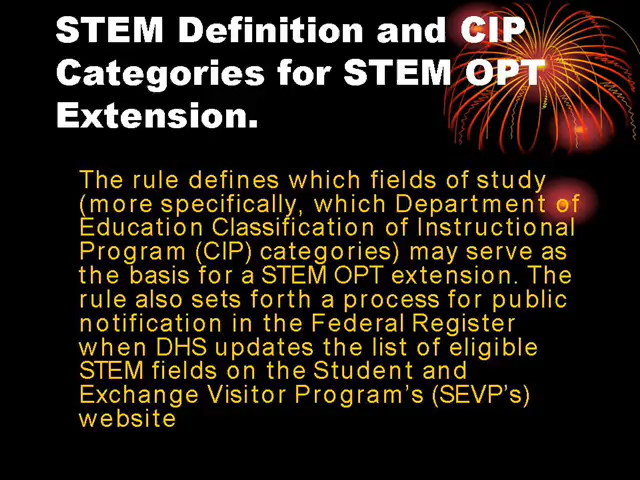 STEM Definition and CIP
Categories for STEM OPT
Extension.
The rule defines which fields of study
(more specifically, which Department of
Education Classification of Instructional
Program (CIP) categories) may serve as
the basis for a STEM OPT extension. The
rule also sets forth a process for public
notification in the Federal Register
when DHS updates the list of eligible
STEM fields on the Student and
Exchange Visitor Program’s (SEVP’s)
website